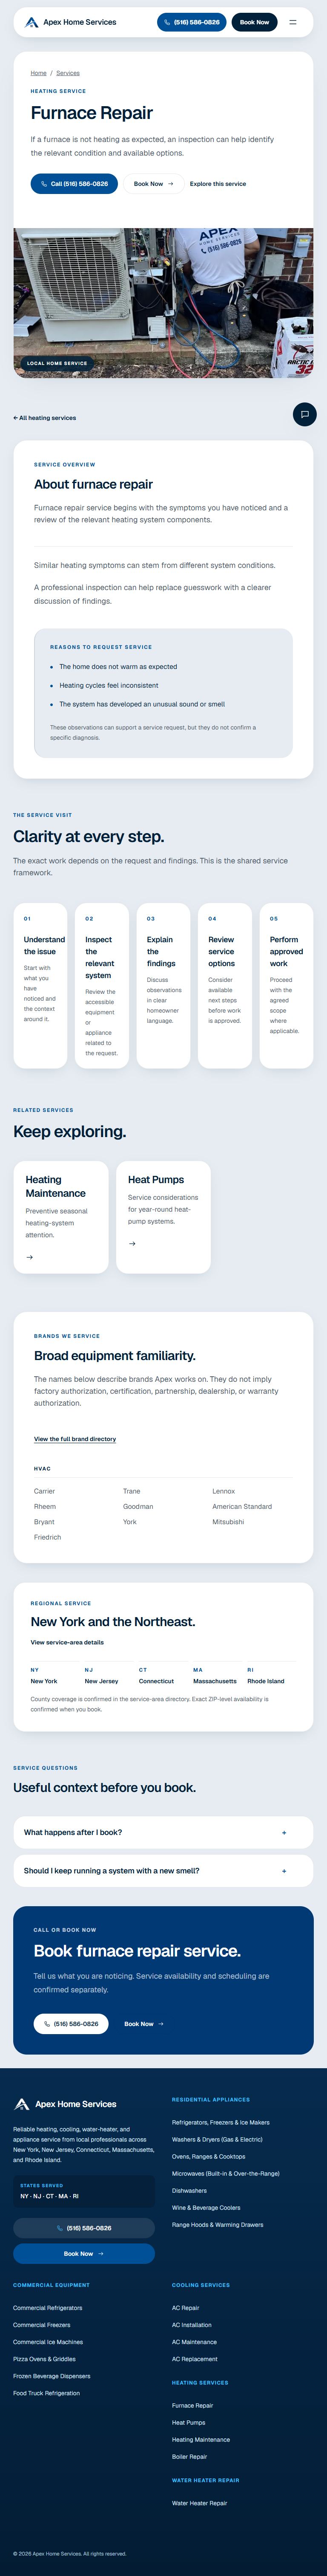 Apex Home Services
(516) 586-0826
Book Now
Home / Services
HEATING SERVICE
Furnace Repair
If a furnace is not heating as expected, an inspection can help identify
the relevant condition and available options.
Call (516) 586-0826
Book Now →
Explore this service
APEX
HOME SERVICES
(516) 586-0826
LOCAL HOME SERVICE
ARCTIC
32
← All heating services
SERVICE OVERVIEW
About furnace repair
Furnace repair service begins with the symptoms you have noticed and a
review of the relevant heating system components.
Similar heating symptoms can stem from different system conditions.
A professional inspection can help replace guesswork with a clearer
discussion of findings.
REASONS TO REQUEST SERVICE
The home does not warm as expected
Heating cycles feel inconsistent
The system has developed an unusual sound or smell
These observations can support a service request, but they do not confirm a
specific diagnosis.
THE SERVICE VISIT
Clarity at every step.
The exact work depends on the request and findings. This is the shared service
framework.
01
Understand
the issue
Start with
what you
have
noticed and
the context
around it.
02
Inspect
the
relevant
system
Review the
accessible
equipment
or
appliance
related to
the request.
03
Explain
the
findings
Discuss
observations
in clear
homeowner
language.
04
Review
service
options
Consider
available
next steps
before work
is approved.
05
Perform
approved
work
Proceed
with the
agreed
scope
where
applicable.
RELATED SERVICES
Keep exploring.
Heating
Maintenance
Preventive seasonal
heating-system
attention.
→
Heat Pumps
Service considerations
for year-round heat-
pump systems.
→
BRANDS WE SERVICE
Broad equipment familiarity.
The names below describe brands Apex works on. They do not imply
factory authorization, certification, partnership, dealership, or warranty
authorization.
View the full brand directory
HVAC
Carrier
Trane
Lennox
Rheem
Goodman
American Standard
Bryant
York
Mitsubishi
Friedrich
REGIONAL SERVICE
New York and the Northeast.
View service-area details
NY
New York
NJ
New Jersey
CT
Connecticut
MA
Massachusetts
RI
Rhode Island
County coverage is confirmed in the service-area directory. Exact ZIP-level availability is
confirmed when you book.
SERVICE QUESTIONS
Useful context before you book.
What happens after I book? +
Should I keep running a system with a new smell? +
CALL OR BOOK NOW
Book furnace repair service.
Tell us what you are noticing. Service availability and scheduling are
confirmed separately.
(516) 586-0826
Book Now →
Apex Home Services
Reliable heating, cooling, water-heater, and
appliance service from local professionals across
New York, New Jersey, Connecticut, Massachusetts,
and Rhode Island.
STATES SERVED
NY · NJ · CT · MA · RI
(516) 586-0826
Book Now →
RESIDENTIAL APPLIANCES
Refrigerators, Freezers & Ice Makers
Washers & Dryers (Gas & Electric)
Ovens, Ranges & Cooktops
Microwaves (Built-in & Over-the-Range)
Dishwashers
Wine & Beverage Coolers
Range Hoods & Warming Drawers
COMMERCIAL EQUIPMENT
Commercial Refrigerators
Commercial Freezers
Commercial Ice Machines
Pizza Ovens & Griddles
Frozen Beverage Dispensers
Food Truck Refrigeration
COOLING SERVICES
AC Repair
AC Installation
AC Maintenance
AC Replacement
HEATING SERVICES
Furnace Repair
Heat Pumps
Heating Maintenance
Boiler Repair
WATER HEATER REPAIR
Water Heater Repair
© 2026 Apex Home Services. All rights reserved.